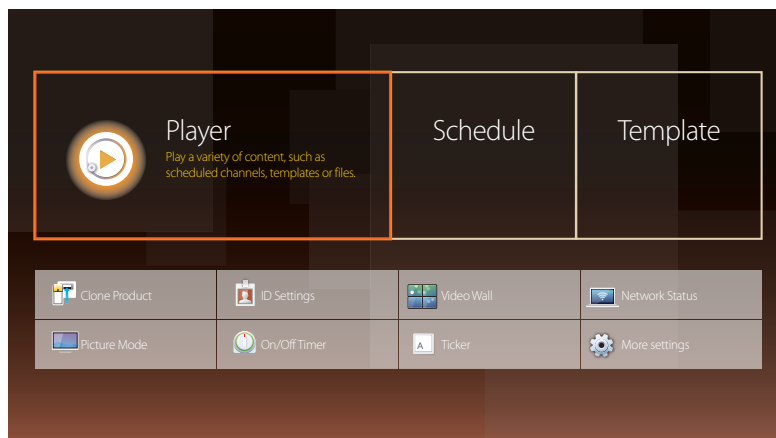 Player
Play a variety of content, such as
scheduled channels, templates or files.
Schedule
Template
Clone Product
ID Settings
Video Wall
Network Status
Picture Mode
On/Off Timer
A
Ticker
More settings